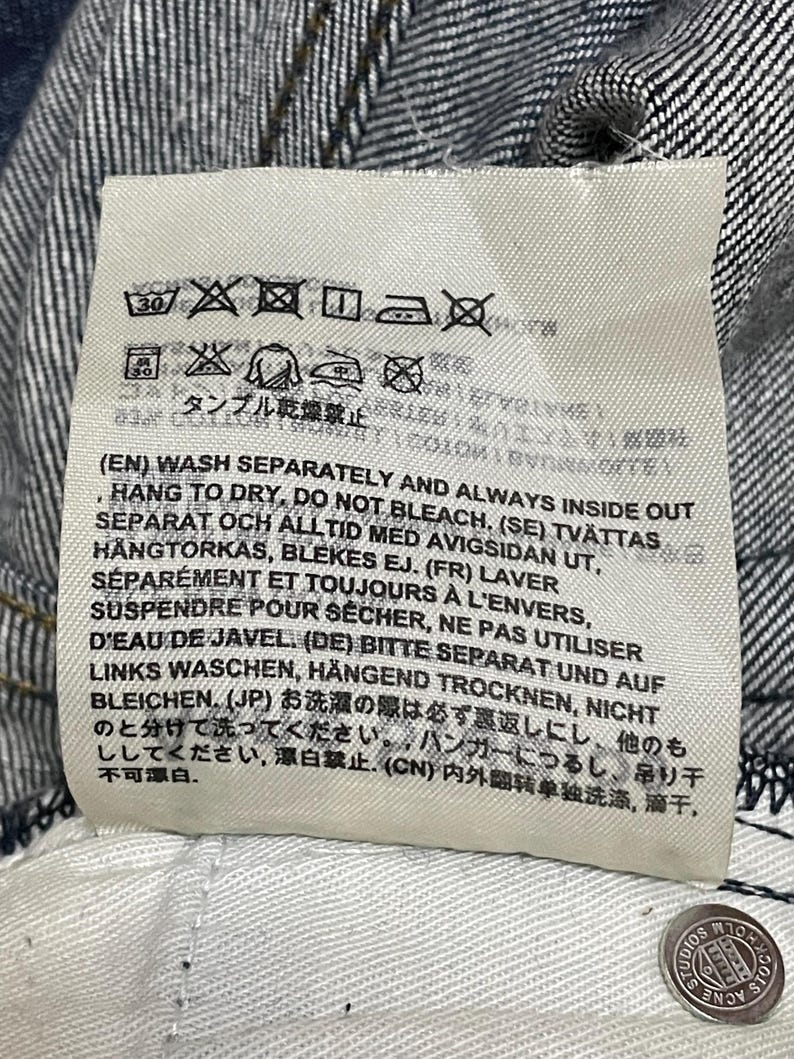 30
弱
30
中
タンブル乾燥禁止
(EN) WASH SEPARATELY AND ALWAYS INSIDE OUT
, HANG TO DRY, DO NOT BLEACH. (SE) TVÄTTAS
SEPARAT OCH ALLTID MED AVIGSIDAN UT,
HÄNGTORKAS, BLEKES EJ. (FR) LAVER
SÉPARÉMENT ET TOUJOURS À L'ENVERS,
SUSPENDRE POUR SÉCHER, NE PAS UTILISER
D'EAU DE JAVEL. (DE) BITTE SEPARAT UND AUF
LINKS WASCHEN, HÄNGEND TROCKNEN, NICHT
BLEICHEN. (JP) お洗濯の際は必ず裏返しにし、他のも
のと分けて洗ってください。, ハンガーにつるし、吊り干
ししてください, 漂白禁止. (CN) 内外翻转单独洗涤, 滴干,
不可漂白.
ACNE STUDIOS STOCKHOLM